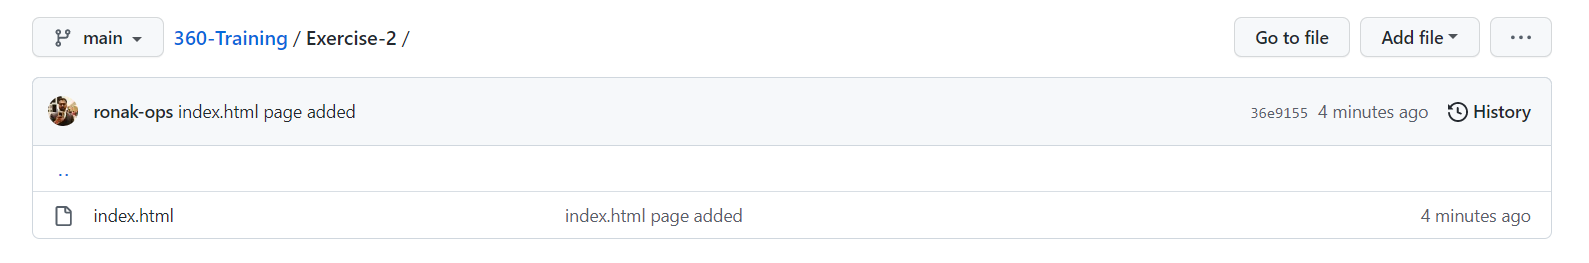 main 360-Training / Exercise-2 / Go to file Add file ...
ronak-ops index.html page added 36e9155 4 minutes ago History
..
index.html index.html page added 4 minutes ago